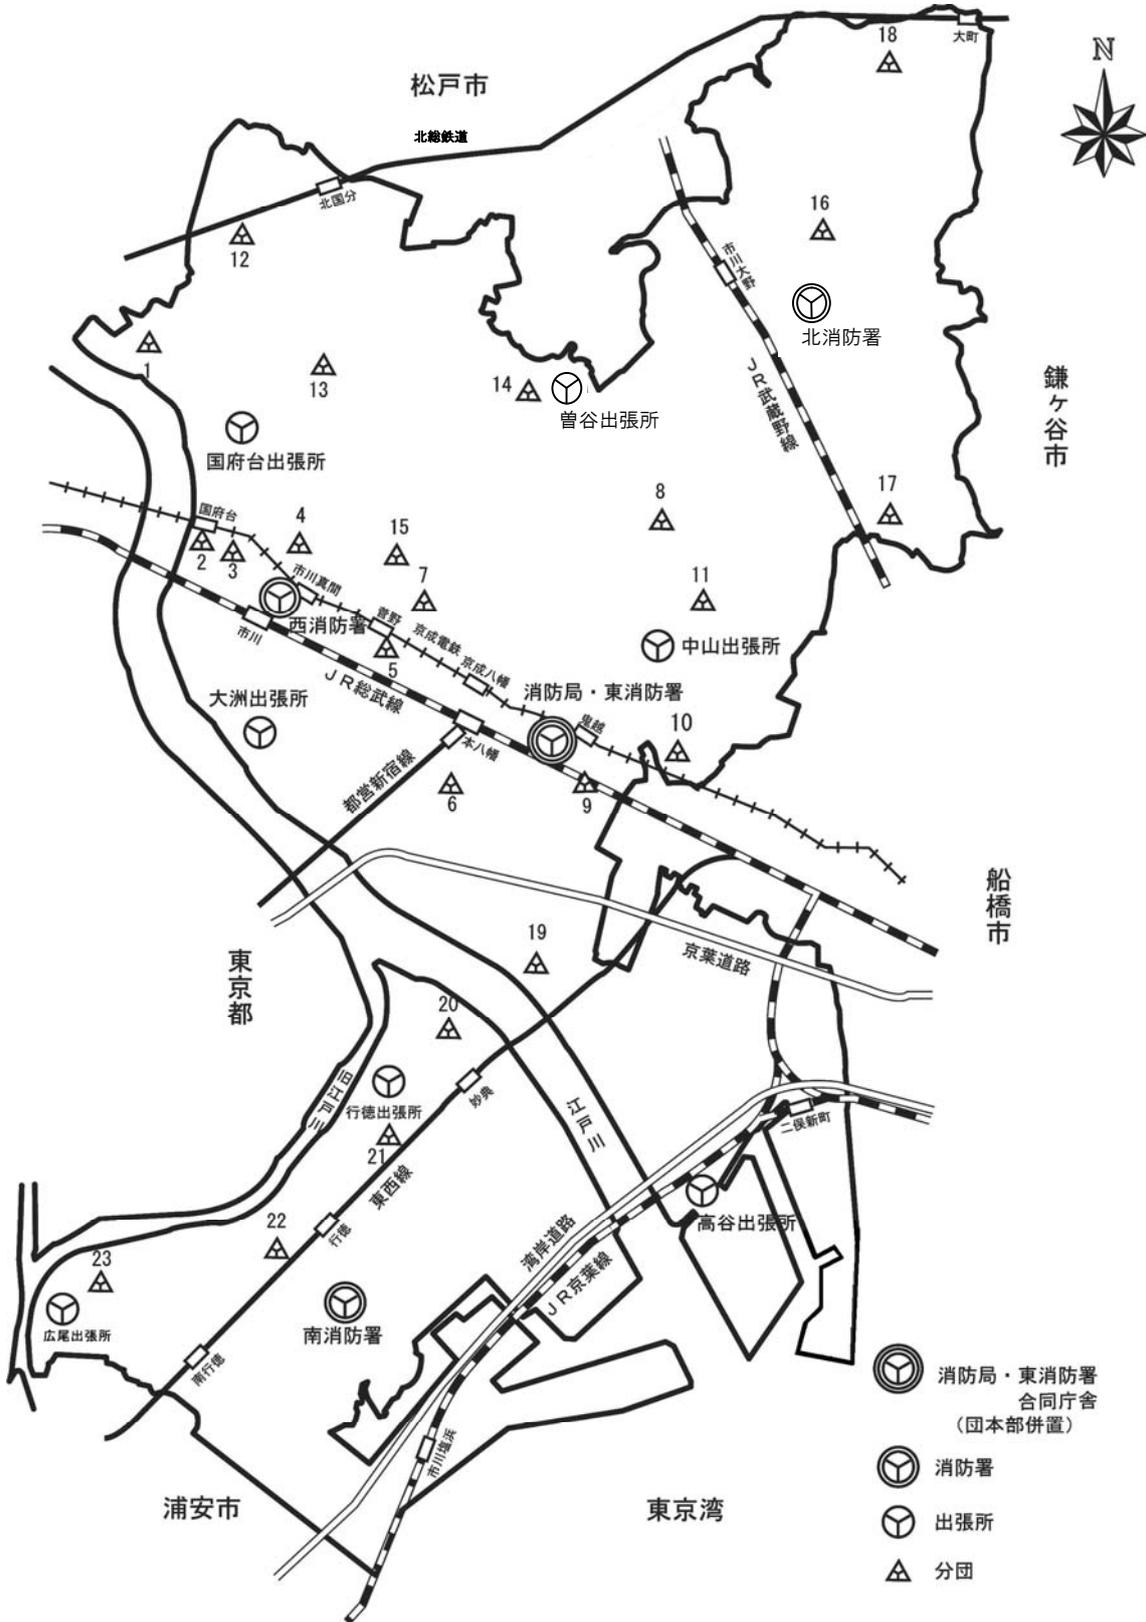 18
大町
N
松戸市
北総鉄道
北国分
12
16
市川大野
北消防署
1
13
14
曽谷出張所
JR武蔵野線
鎌ヶ谷市
国府台出張所
国府台
2
3
4
15
8
17
市川真間
7
11
西消防署
菅野
京成電鉄
京成八幡
中山出張所
市川
5
JR総武線
大洲出張所
消防局・東消防署
鬼越
10
本八幡
都営新宿線
6
9
船橋市
東京都
19
京葉道路
20
旧江戸川
行徳出張所
妙典
江戸川
二俣新町
21
東西線
高谷出張所
22
行徳
湾岸道路
JR京葉線
23
広尾出張所
南消防署
南行徳
市川塩浜
浦安市
東京湾
消防局・東消防署
合同庁舎
（団本部併置）
消防署
出張所
分団